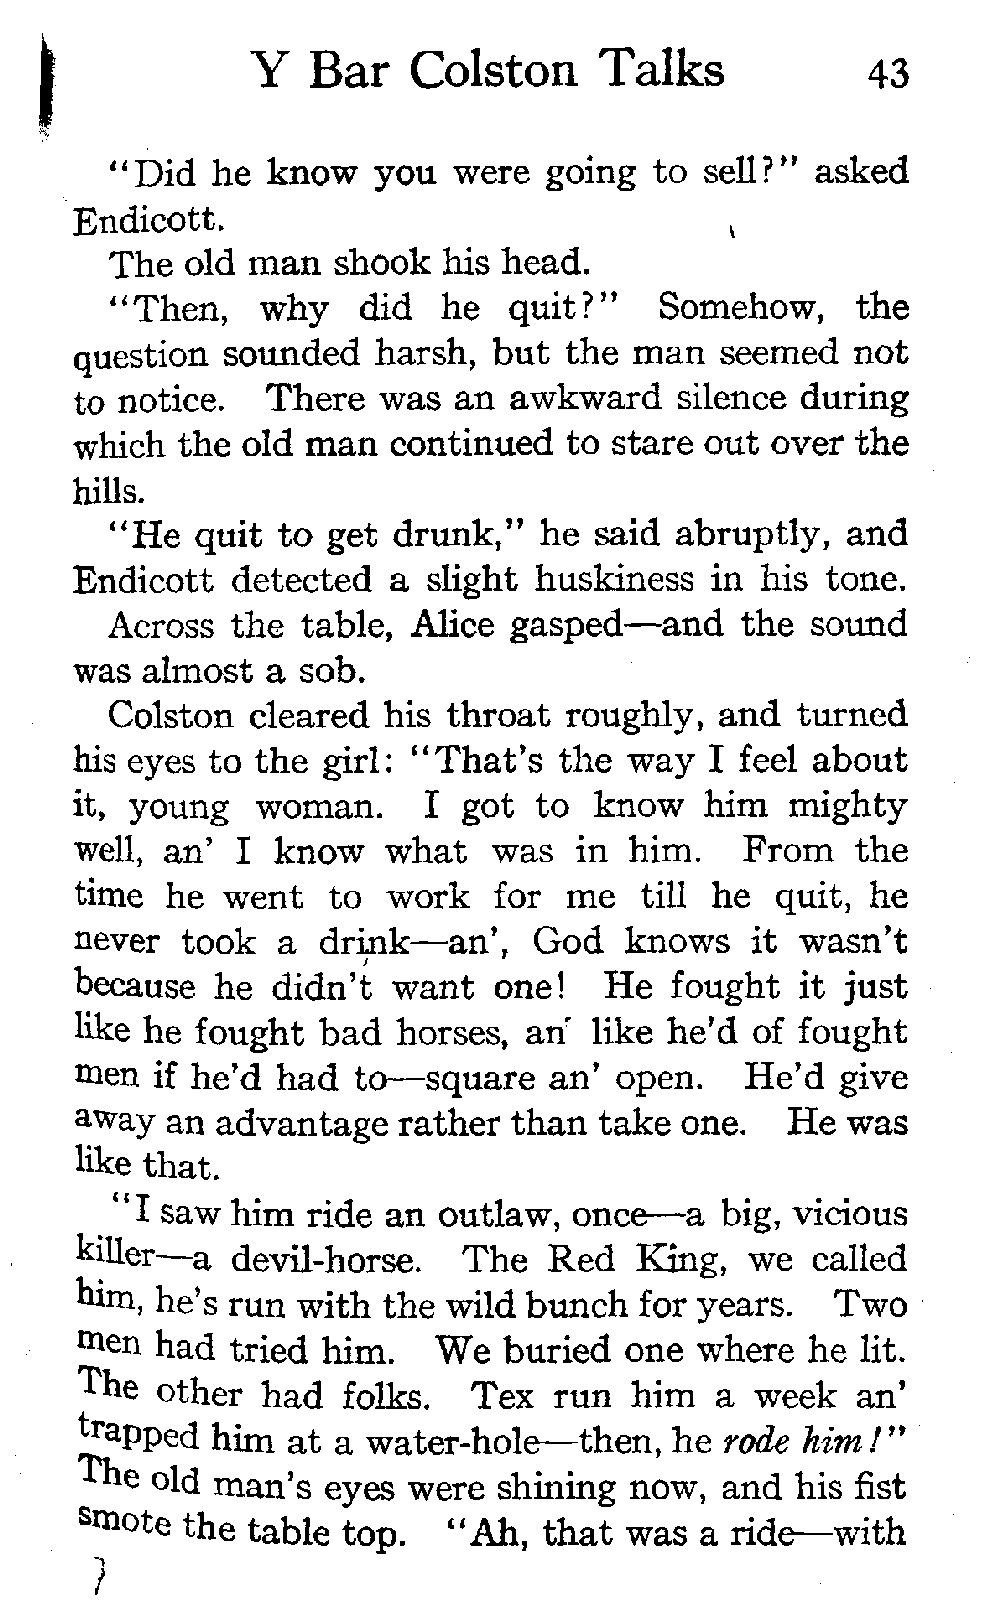 Y Bar Colston Talks 43
“Did he know you were going to sell?” asked
Endicott.
The old man shook his head.
“Then, why did he quit?” Somehow, the
question sounded harsh, but the man seemed not
to notice. There was an awkward silence during
which the old man continued to stare out over the
hills.
“He quit to get drunk,” he said abruptly, and
Endicott detected a slight huskiness in his tone.
Across the table, Alice gasped—and the sound
was almost a sob.
Colston cleared his throat roughly, and turned
his eyes to the girl: “That’s the way I feel about
it, young woman. I got to know him mighty
well, an’ I know what was in him. From the
time he went to work for me till he quit, he
never took a drink—an’, God knows it wasn’t
because he didn’t want one! He fought it just
like he fought bad horses, an’ like he’d of fought
men if he’d had to—square an’ open. He’d give
away an advantage rather than take one. He was
like that.
“I saw him ride an outlaw, once—a big, vicious
killer—a devil-horse. The Red King, we called
him, he’s run with the wild bunch for years. Two
men had tried him. We buried one where he lit.
The other had folks. Tex run him a week an’
trapped him at a water-hole—then, he rode him!”
The old man’s eyes were shining now, and his fist
smote the table top. “Ah, that was a ride—with